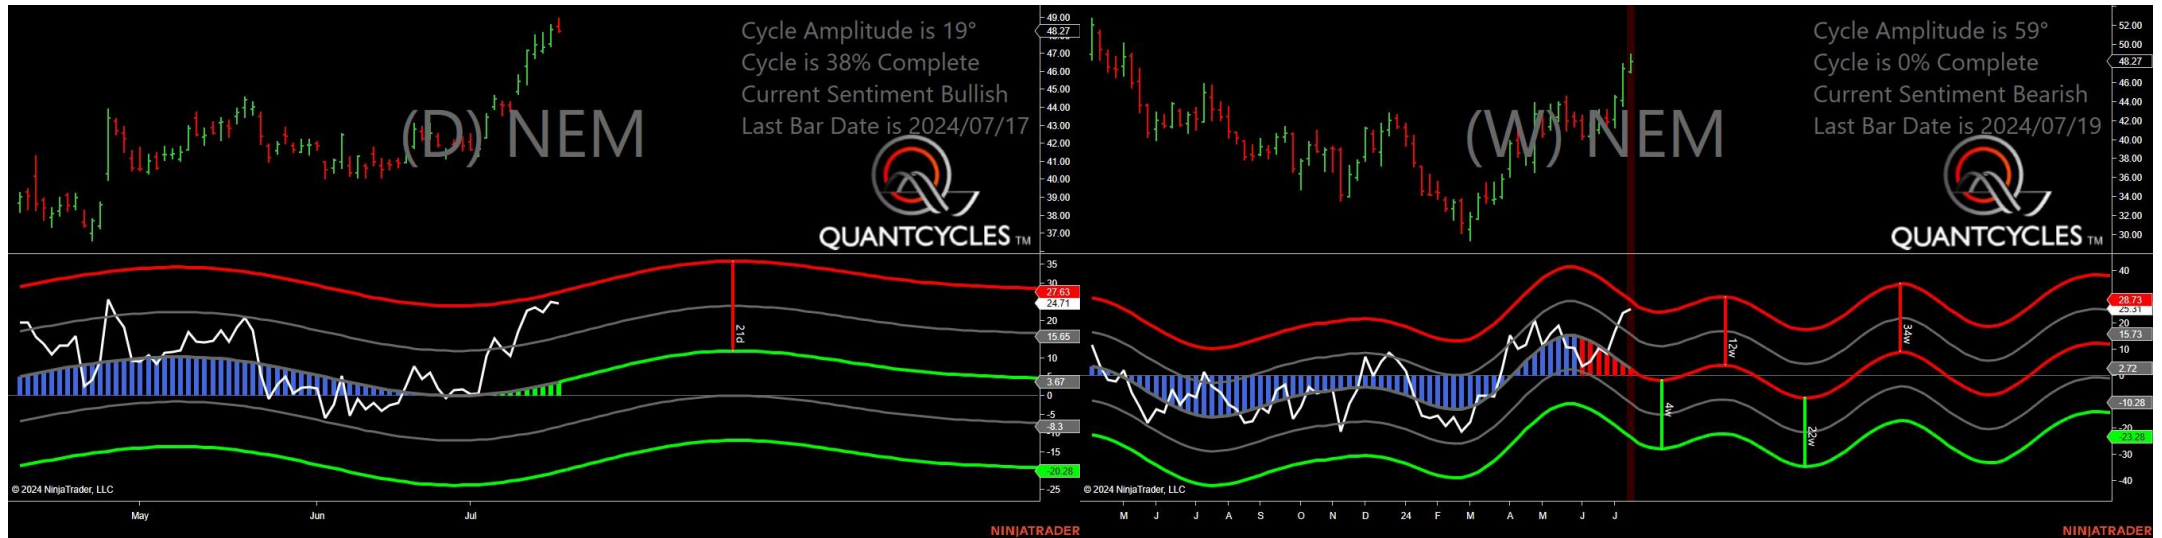 Cycle Amplitude is 19°
Cycle is 38% Complete
Current Sentiment Bullish
Last Bar Date is 2024/07/17
(D) NEM
QUANTCYCLES TM
49.00
48.27
47.00
46.00
45.00
44.00
43.00
42.00
41.00
40.00
39.00
38.00
37.00
35
30
27.63
24.71
20
15.65
10
3.67
0
-5
-8.3
-10
-15
-20.28
-25
21d
© 2024 NinjaTrader, LLC
May
Jun
Jul
NINJATRADER
Cycle Amplitude is 59°
Cycle is 0% Complete
Current Sentiment Bearish
Last Bar Date is 2024/07/19
(W) NEM
QUANTCYCLES TM
52.00
50.00
48.27
46.00
44.00
42.00
40.00
38.00
36.00
34.00
32.00
30.00
40
28.73
25.31
20
15.73
10
2.72
0
-10.28
-20
-23.28
-30
-40
12w
34w
4w
22w
© 2024 NinjaTrader, LLC
M
J
J
A
S
O
N
D
24
F
M
A
M
J
J
NINJATRADER